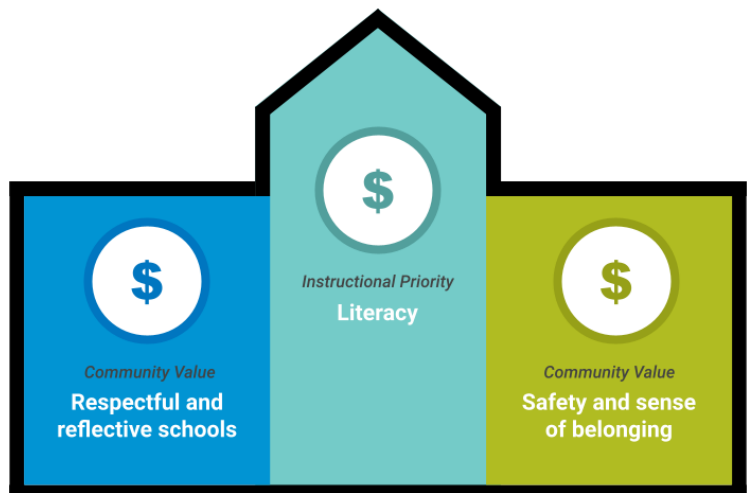 $
Instructional Priority
Literacy
$
Community Value
Respectful and
reflective schools
$
Community Value
Safety and sense
of belonging